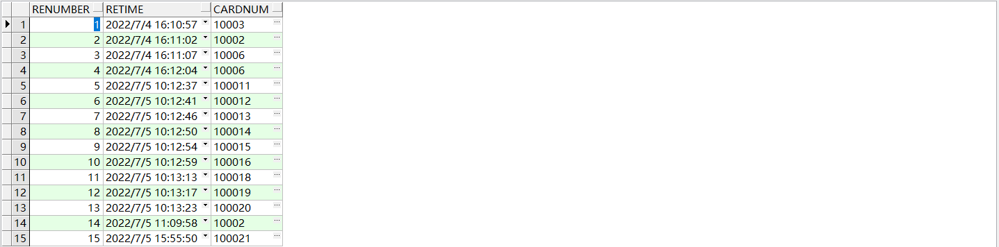 RENUMBER RETIME CARDNUM
1 1 2022/7/4 16:10:57 10003
2 2 2022/7/4 16:11:02 10002
3 3 2022/7/4 16:11:07 10006
4 4 2022/7/4 16:12:04 10006
5 5 2022/7/5 10:12:37 100011
6 6 2022/7/5 10:12:41 100012
7 7 2022/7/5 10:12:46 100013
8 8 2022/7/5 10:12:50 100014
9 9 2022/7/5 10:12:54 100015
10 10 2022/7/5 10:12:59 100016
11 11 2022/7/5 10:13:13 100018
12 12 2022/7/5 10:13:17 100019
13 13 2022/7/5 10:13:23 100020
14 14 2022/7/5 11:09:58 10002
15 15 2022/7/5 15:55:50 100021